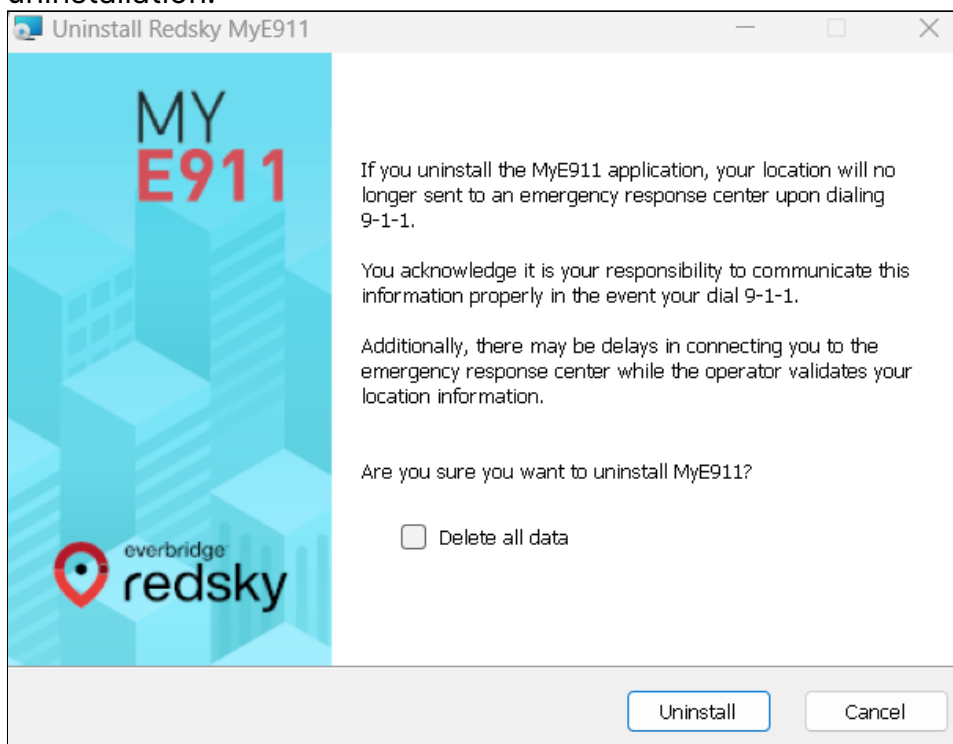 uninstallation.
Uninstall Redsky MyE911
MY
E911
If you uninstall the MyE911 application, your location will no
longer sent to an emergency response center upon dialing
9-1-1.
You acknowledge it is your responsibility to communicate this
information properly in the event your dial 9-1-1.
Additionally, there may be delays in connecting you to the
emergency response center while the operator validates your
location information.
Are you sure you want to uninstall MyE911?
Delete all data
everbridge
redsky
Uninstall
Cancel